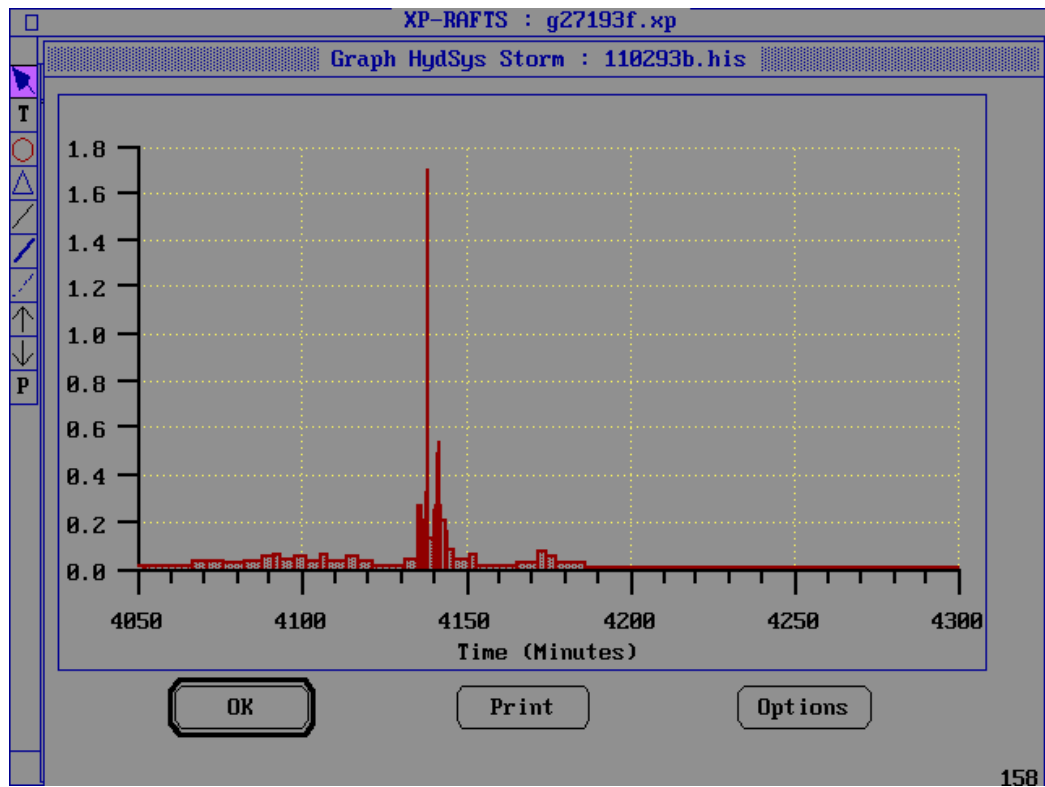 XP-RAFTS : g27193f.xp
Graph HydSys Storm : 110293b.his
T
P
1.8
1.6
1.4
1.2
1.0
0.8
0.6
0.4
0.2
0.0
4050 4100 4150 4200 4250 4300
Time (Minutes)
OK Print Options
158